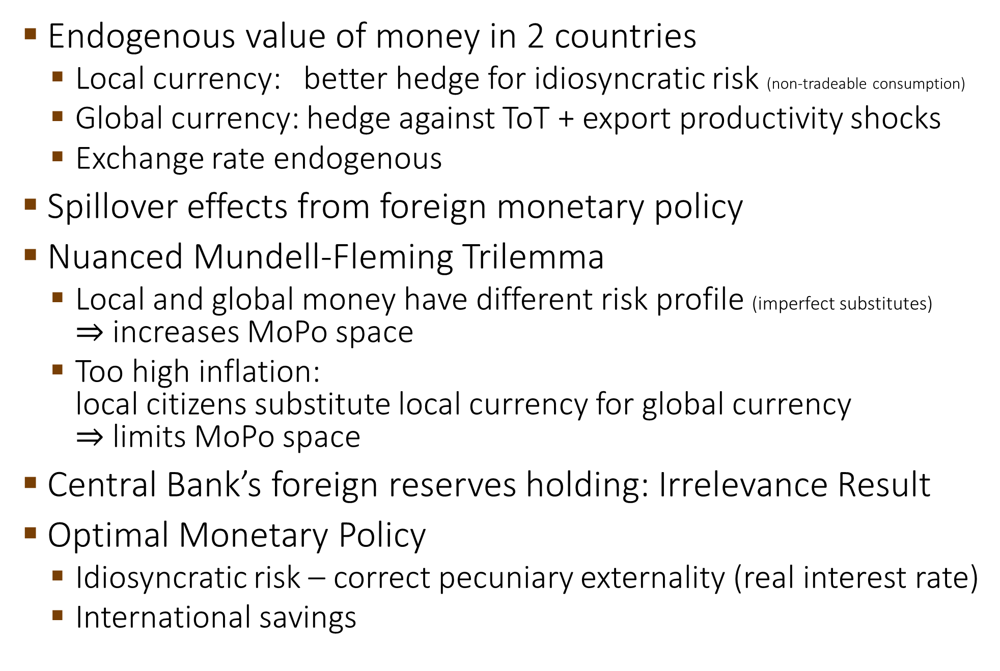 ▪ Endogenous value of money in 2 countries
▪ Local currency: better hedge for idiosyncratic risk (non-tradeable consumption)
▪ Global currency: hedge against ToT + export productivity shocks
▪ Exchange rate endogenous
▪ Spillover effects from foreign monetary policy
▪ Nuanced Mundell-Fleming Trilemma
▪ Local and global money have different risk profile (imperfect substitutes)
⇒ increases MoPo space
▪ Too high inflation:
local citizens substitute local currency for global currency
⇒ limits MoPo space
▪ Central Bank’s foreign reserves holding: Irrelevance Result
▪ Optimal Monetary Policy
▪ Idiosyncratic risk – correct pecuniary externality (real interest rate)
▪ International savings